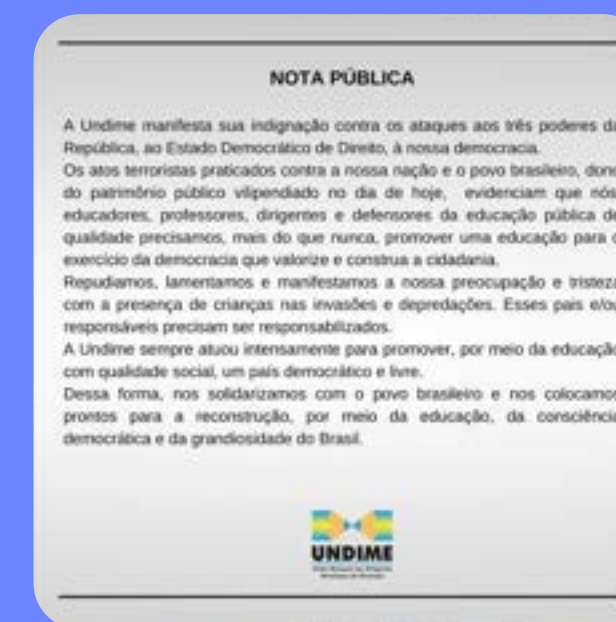 NOTA PÚBLICA
A Undime manifesta sua indignação contra os ataques aos três poderes da
República, ao Estado Democrático de Direito, à nossa democracia.
Os atos terroristas praticados contra a nossa nação e o povo brasileiro, dono
do patrimônio público vilipendiado no dia de hoje, evidenciam que nós,
educadores, professores, dirigentes e defensores da educação pública de
qualidade precisamos, mais do que nunca, promover uma educação para o
exercício da democracia que valorize e construa a cidadania.
Repudiamos, lamentamos e manifestamos a nossa preocupação e tristeza
com a presença de crianças nas invasões e depredações. Esses pais e/ou
responsáveis precisam ser responsabilizados.
A Undime sempre atuou intensamente para promover, por meio da educação
com qualidade social, um país democrático e livre.
Dessa forma, nos solidarizamos com o povo brasileiro e nos colocamos
prontos para a reconstrução, por meio da educação, da consciência
democrática e da grandiosidade do Brasil.
UNDIME